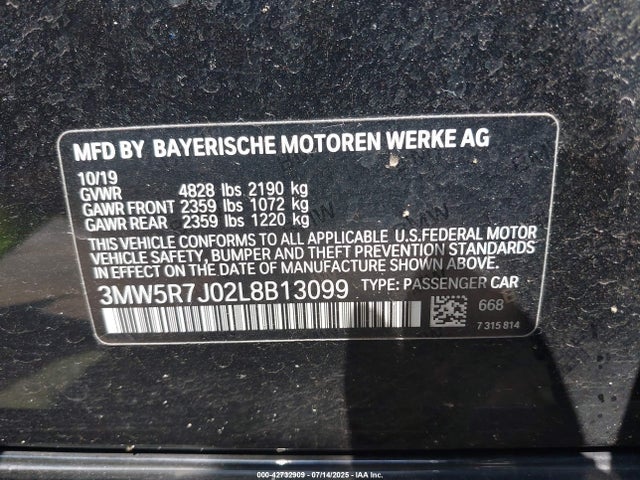 MFD BY BAYERISCHE MOTOREN WERKE AG
10/19
GVWR 4828 lbs 2190 kg
GAWR FRONT 2359 lbs 1072 kg
GAWR REAR 2359 lbs 1220 kg
THIS VEHICLE CONFORMS TO ALL APPLICABLE U.S.FEDERAL MOTOR
VEHICLE SAFETY, BUMPER AND THEFT PREVENTION STANDARDS
IN EFFECT ON THE DATE OF MANUFACTURE SHOWN ABOVE.
3MW5R7J02L8B13099 TYPE: PASSENGER CAR
668
7 315 814
000-42732909 - 07/14/2025 - IAA Inc.